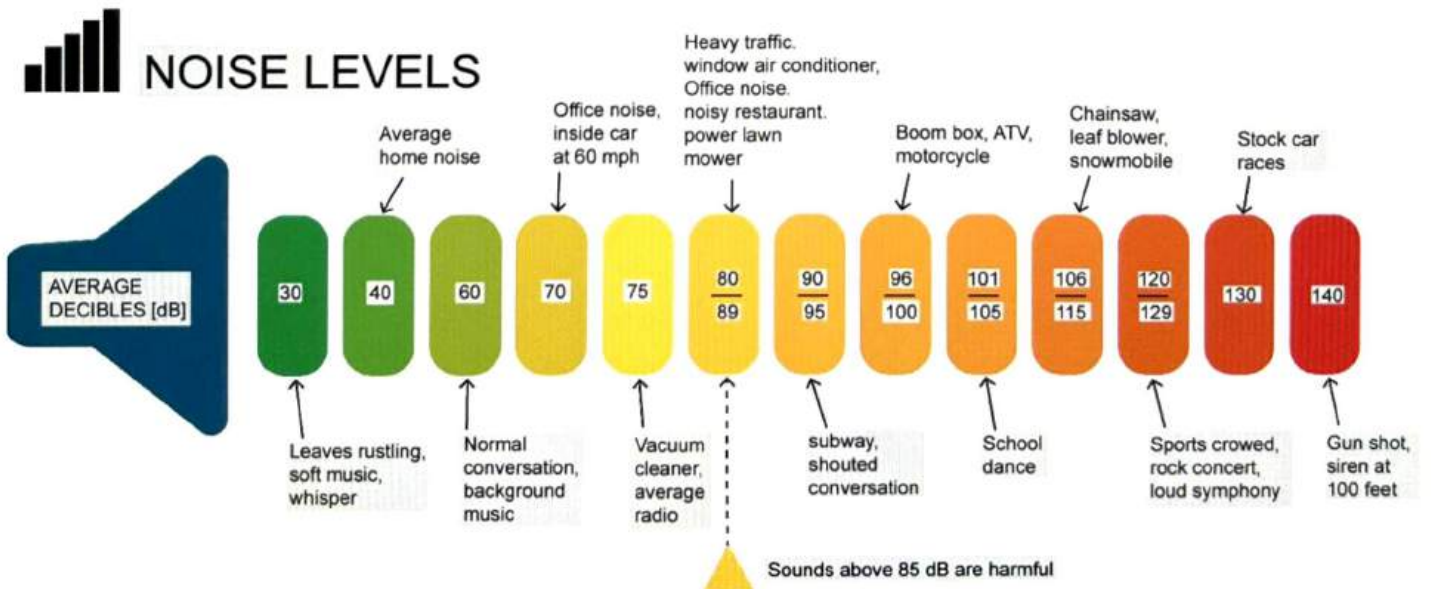 NOISE LEVELS
Average
home noise
Office noise,
inside car
at 60 mph
Heavy traffic.
window air conditioner,
Office noise.
noisy restaurant.
power lawn
mower
Boom box, ATV,
motorcycle
Chainsaw,
leaf blower,
snowmobile
Stock car
races
AVERAGE
DECIBLES [dB]
30
40
60
70
75
80
89
90
95
96
100
101
105
106
115
120
129
130
140
Leaves rustling,
soft music,
whisper
Normal
conversation,
background
music
Vacuum
cleaner,
average
radio
subway,
shouted
conversation
School
dance
Sports crowed,
rock concert,
loud symphony
Gun shot,
siren at
100 feet
Sounds above 85 dB are harmful